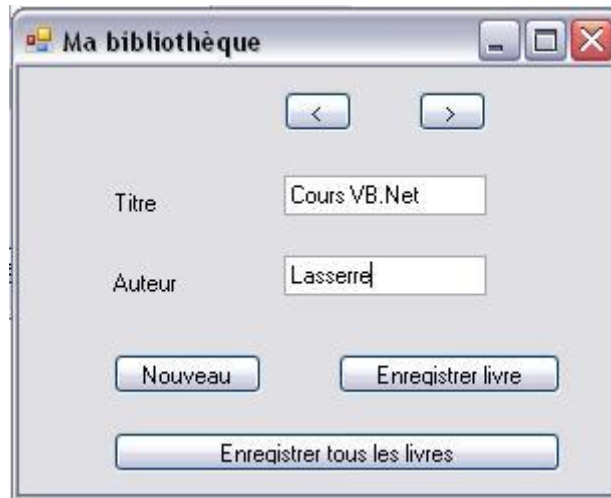 Ma bibliothèque
< >
Titre Cours VB.Net
Auteur Lasserre
Nouveau Enregistrer livre
Enregistrer tous les livres